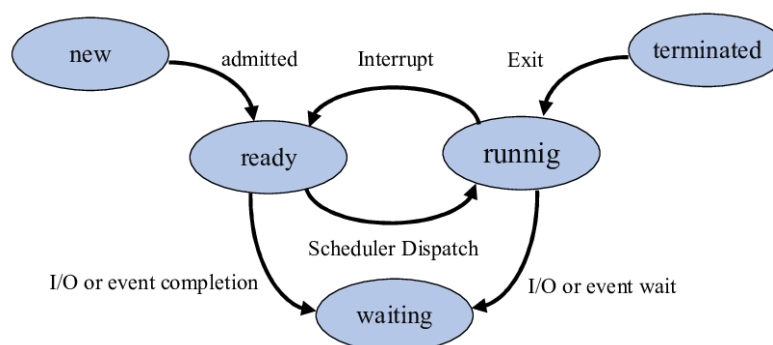 new
admitted
Interrupt
Exit
terminated
ready
runnig
Scheduler Dispatch
I/O or event completion
waiting
I/O or event wait